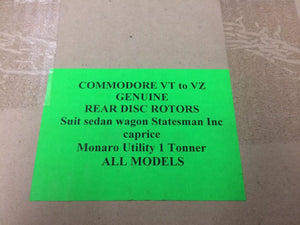 COMMODORE VT to VZ
GENUINE
REAR DISC ROTORS
Suit sedan wagon Statesman Inc
caprice
Monaro Utility 1 Tonner
ALL MODELS